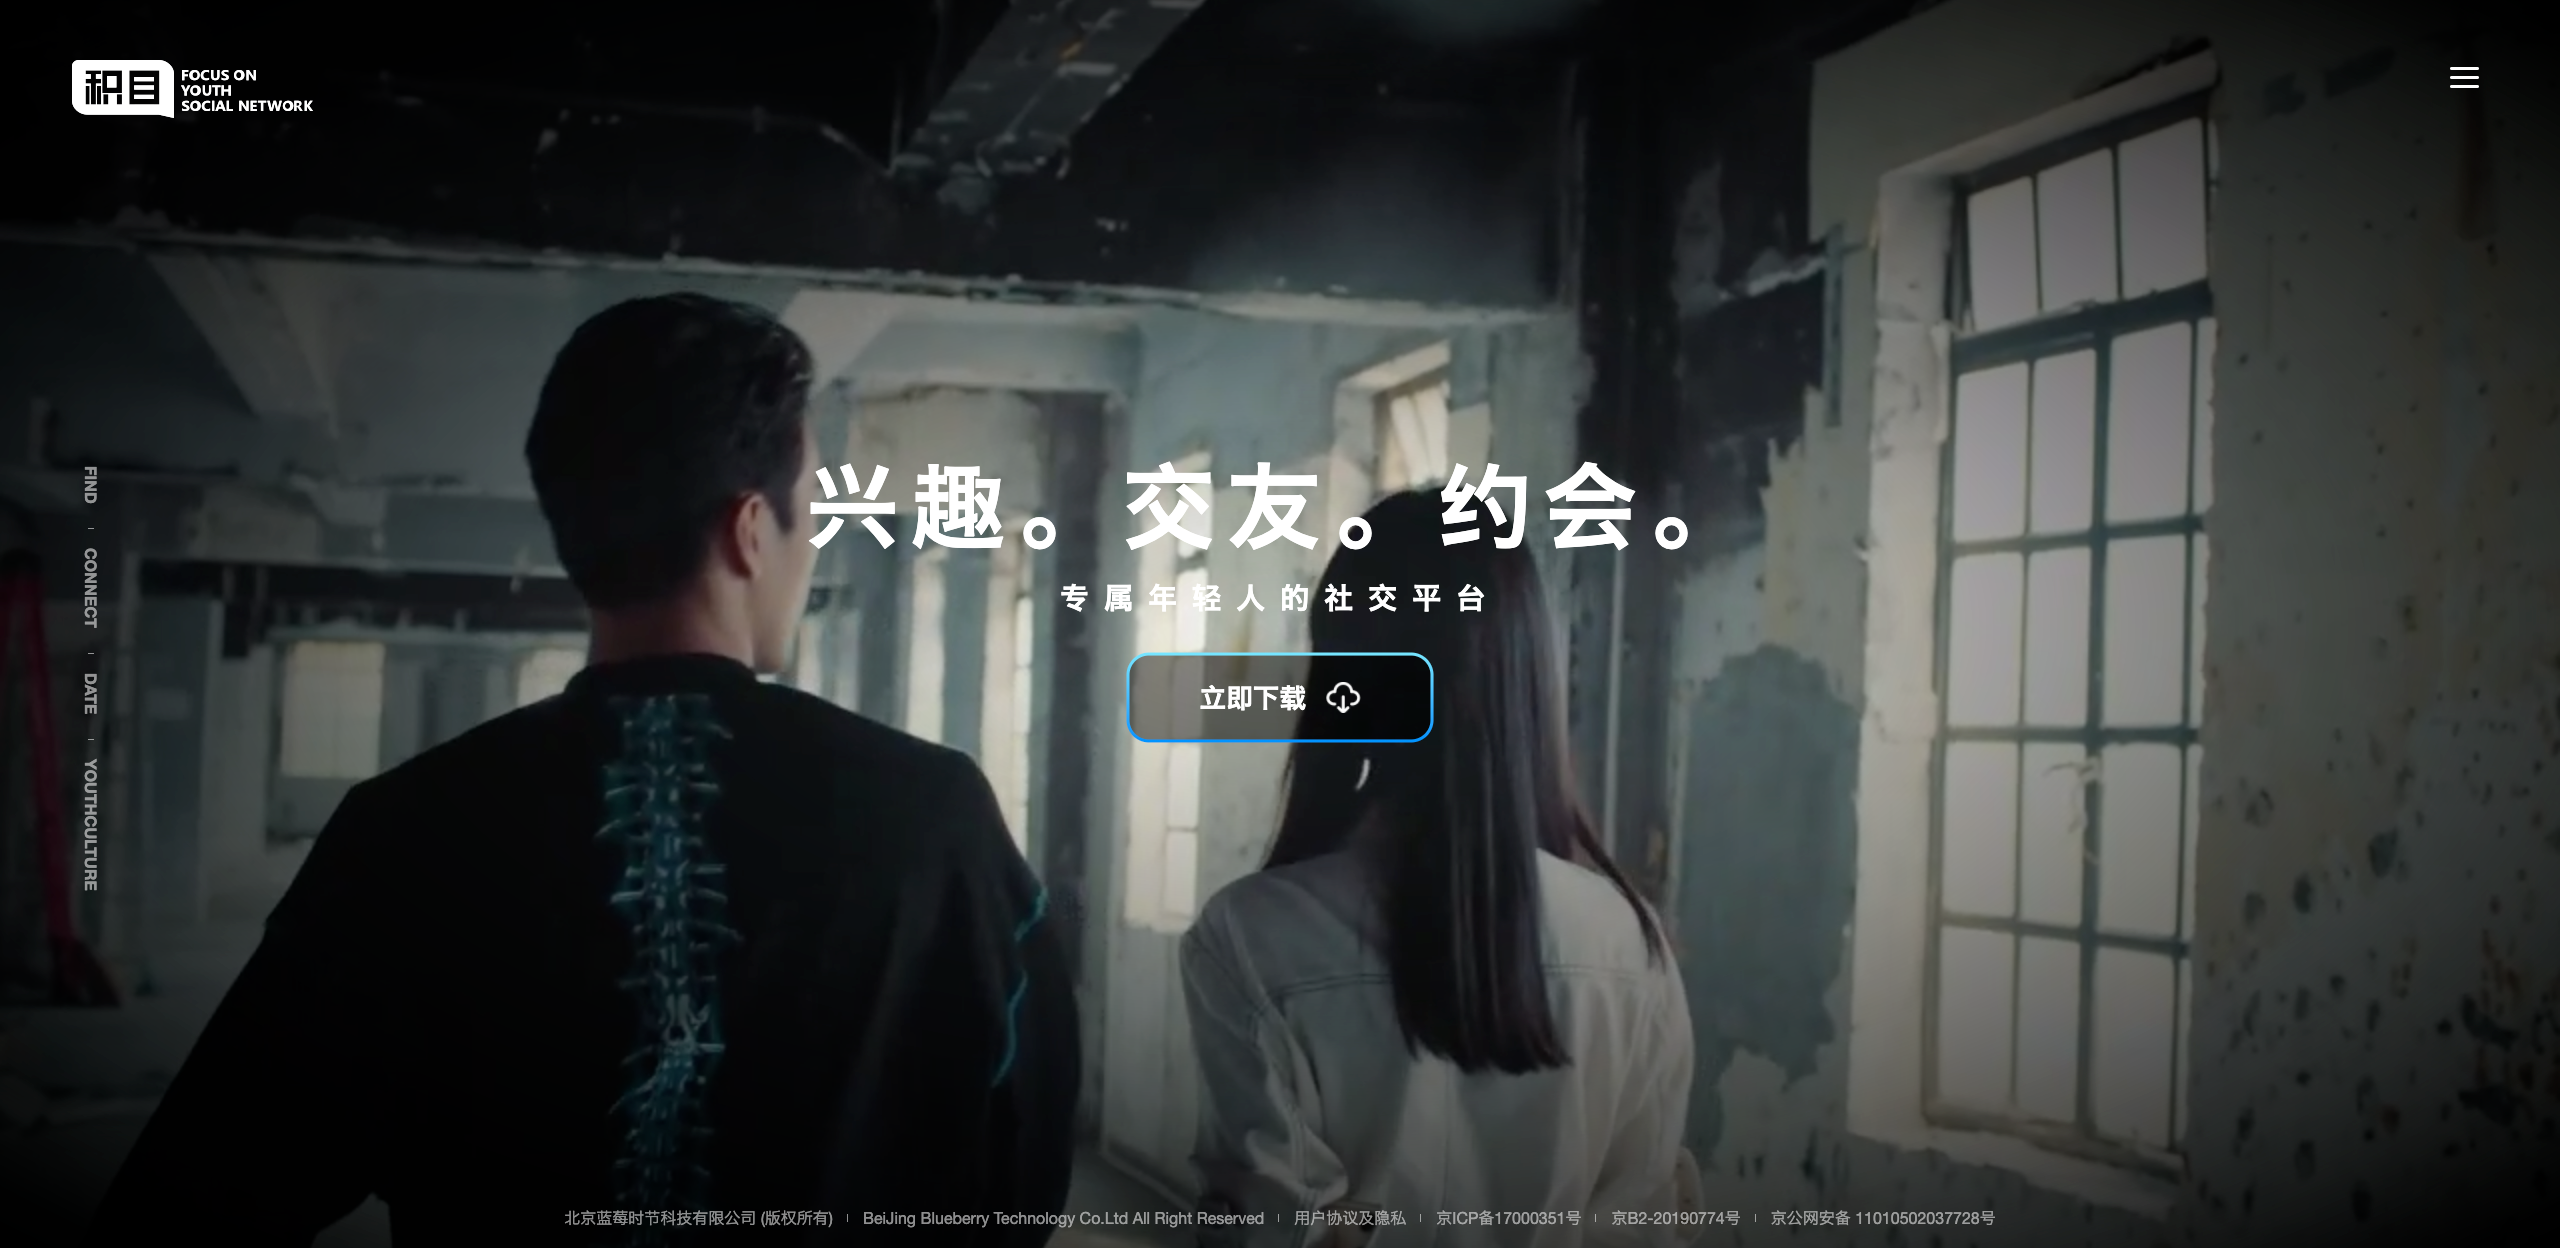 积目
FOCUS ON
YOUTH
SOCIAL NETWORK
FIND - CONNECT - DATE - YOUTHCULTURE
兴趣。交友。约会。
专属年轻人的社交平台
立即下载
北京蓝莓时节科技有限公司 (版权所有) | BeiJing Blueberry Technology Co.Ltd All Right Reserved | 用户协议及隐私 | 京ICP备17000351号 | 京B2-20190774号 | 京公网安备 11010502037728号